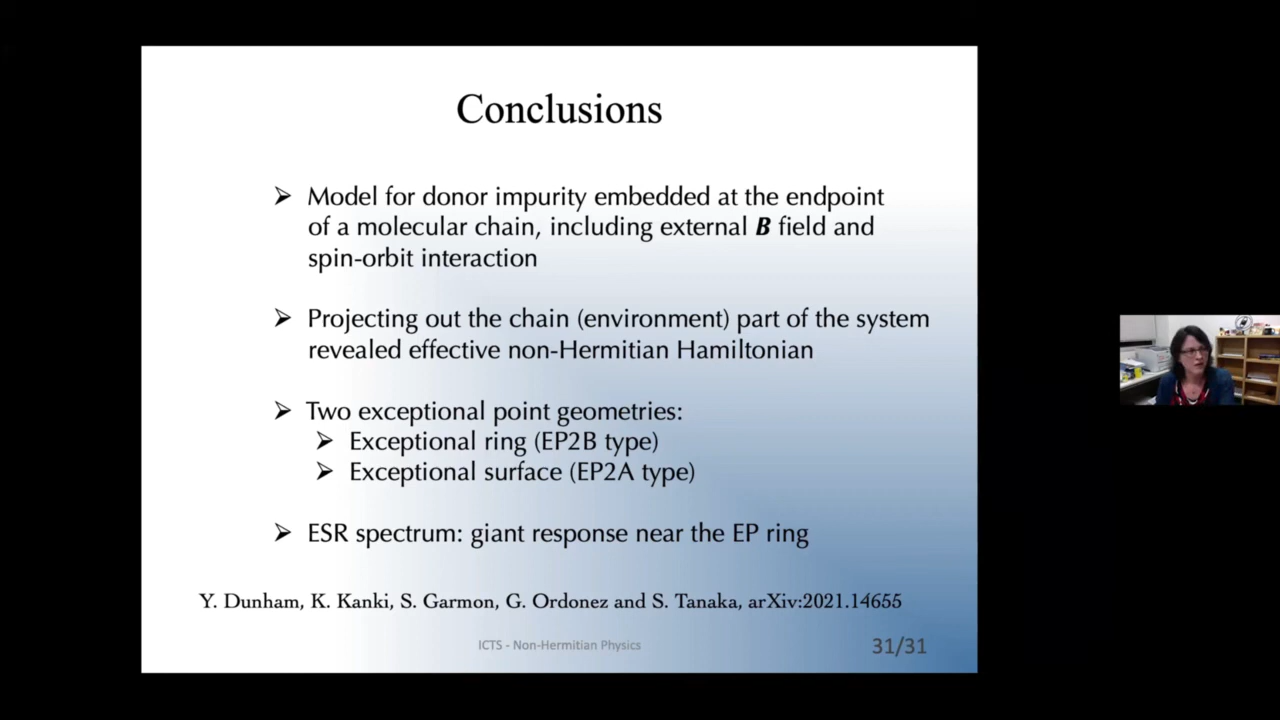 Conclusions
➢ Model for donor impurity embedded at the endpoint
of a molecular chain, including external B field and
spin-orbit interaction
➢ Projecting out the chain (environment) part of the system
revealed effective non-Hermitian Hamiltonian
➢ Two exceptional point geometries:
➢ Exceptional ring (EP2B type)
➢ Exceptional surface (EP2A type)
➢ ESR spectrum: giant response near the EP ring
Y. Dunham, K. Kanki, S. Garmon, G. Ordonez and S. Tanaka, arXiv:2021.14655
ICTS - Non-Hermitian Physics
31/31